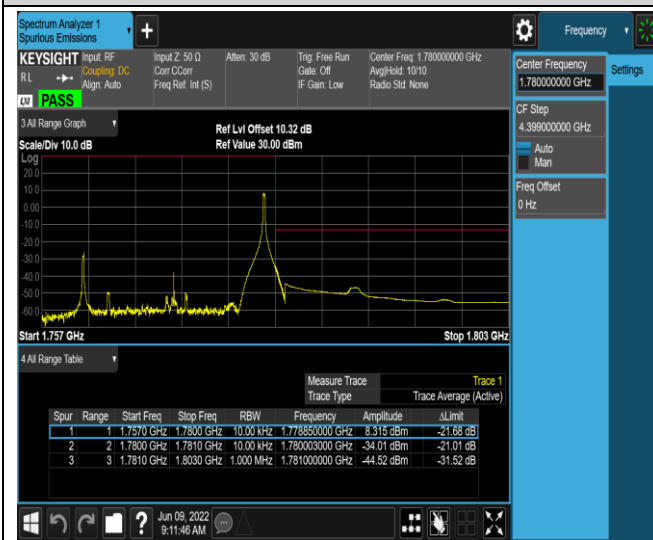 Spectrum Analyzer 1
Spurious Emissions
Frequency
KEYSIGHT Input: RF Input Z: 50 Ω Atten: 30 dB Trig: Free Run Center Freq: 1.780000000 GHz
RL Coupling: DC Corr CCorr Gate: Off Avg|Hold: 10/10
Align: Auto Freq Ref: Int (S) IF Gain: Low Radio Std: None
LXI PASS
Center Frequency
1.780000000 GHz
Settings
CF Step
4.399000000 GHz
Auto
Man
Freq Offset
0 Hz
3 All Range Graph
Ref Lvl Offset 10.32 dB
Scale/Div 10.0 dB Ref Value 30.00 dBm
Log
20.0
10.0
0.00
-10.0
-20.0
-30.0
-40.0
-50.0
-60.0
Start 1.757 GHz Stop 1.803 GHz
4 All Range Table
Measure Trace Trace 1
Trace Type Trace Average (Active)
Spur Range Start Freq Stop Freq RBW Frequency Amplitude ΔLimit
1 1 1.7570 GHz 1.7800 GHz 10.00 kHz 1.778850000 GHz 8.315 dBm -21.68 dB
2 2 1.7800 GHz 1.7810 GHz 10.00 kHz 1.780003000 GHz -34.01 dBm -21.01 dB
3 3 1.7810 GHz 1.8030 GHz 1.000 MHz 1.781000000 GHz -44.52 dBm -31.52 dB
Jun 09, 2022
9:11:46 AM